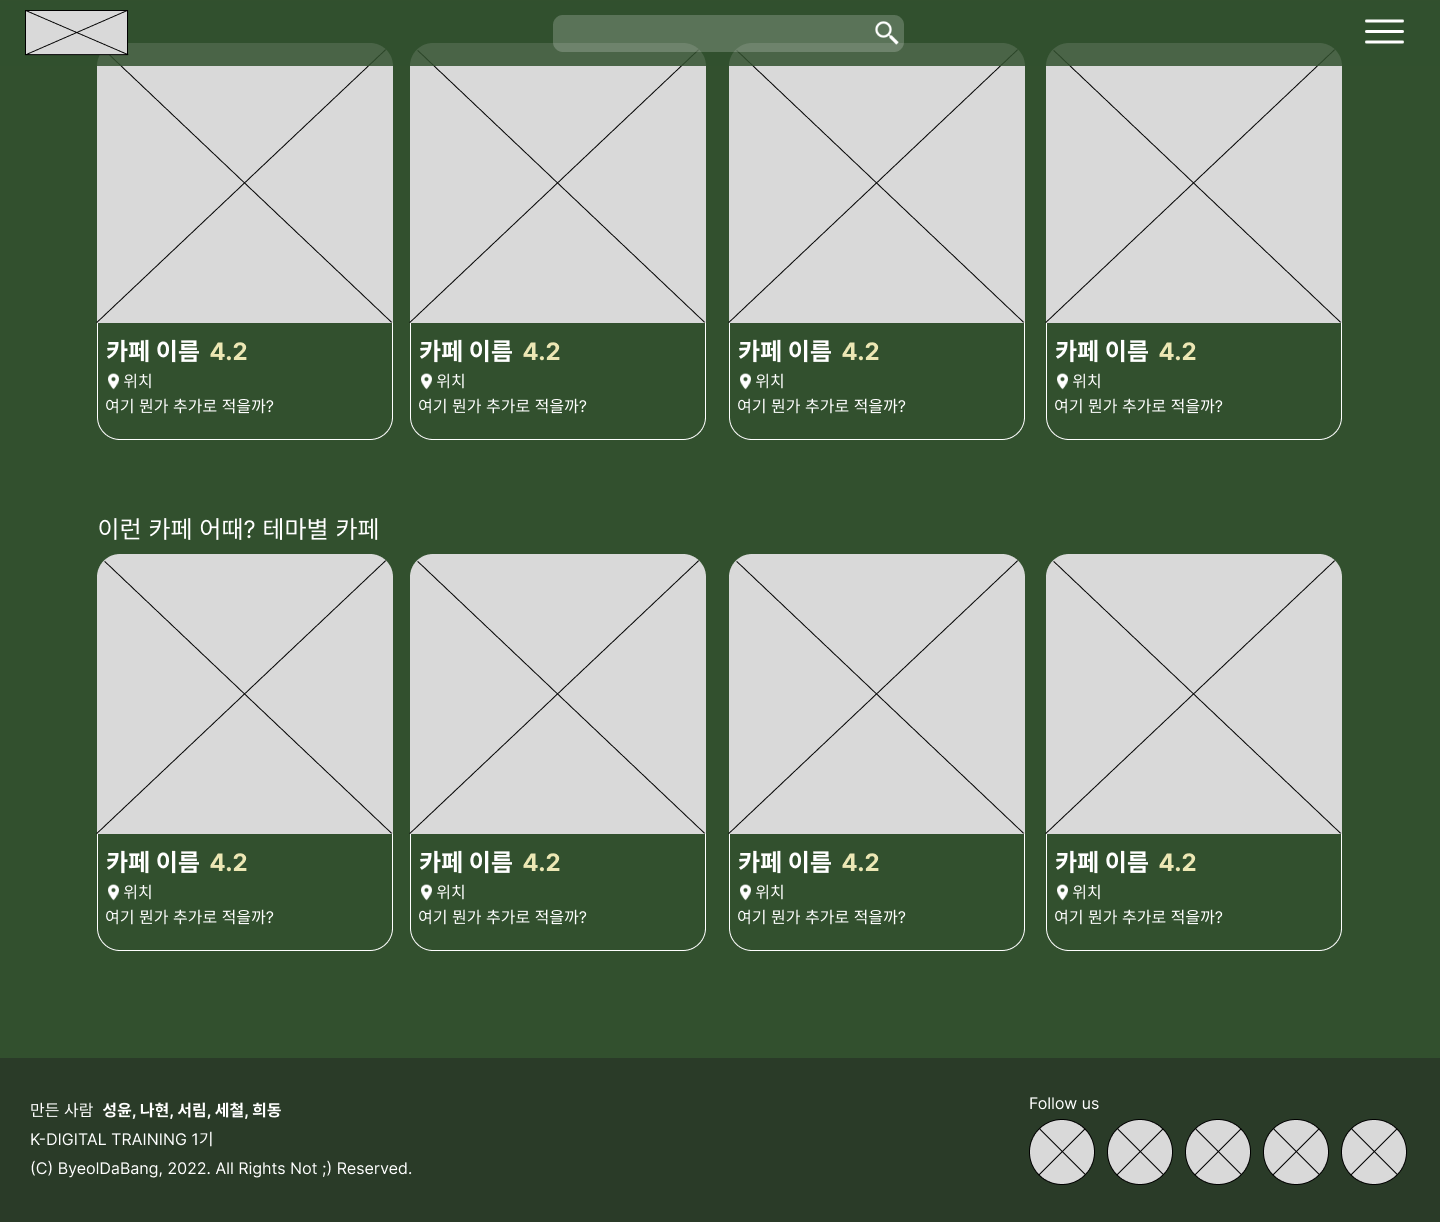 카페 이름 4.2
위치
여기 뭔가 추가로 적을까?
카페 이름 4.2
위치
여기 뭔가 추가로 적을까?
카페 이름 4.2
위치
여기 뭔가 추가로 적을까?
카페 이름 4.2
위치
여기 뭔가 추가로 적을까?
이런 카페 어때? 테마별 카페
카페 이름 4.2
위치
여기 뭔가 추가로 적을까?
카페 이름 4.2
위치
여기 뭔가 추가로 적을까?
카페 이름 4.2
위치
여기 뭔가 추가로 적을까?
카페 이름 4.2
위치
여기 뭔가 추가로 적을까?
만든 사람 성윤, 나현, 서림, 세철, 희동
K-DIGITAL TRAINING 1기
(C) ByeolDaBang, 2022. All Rights Not ;) Reserved.
Follow us